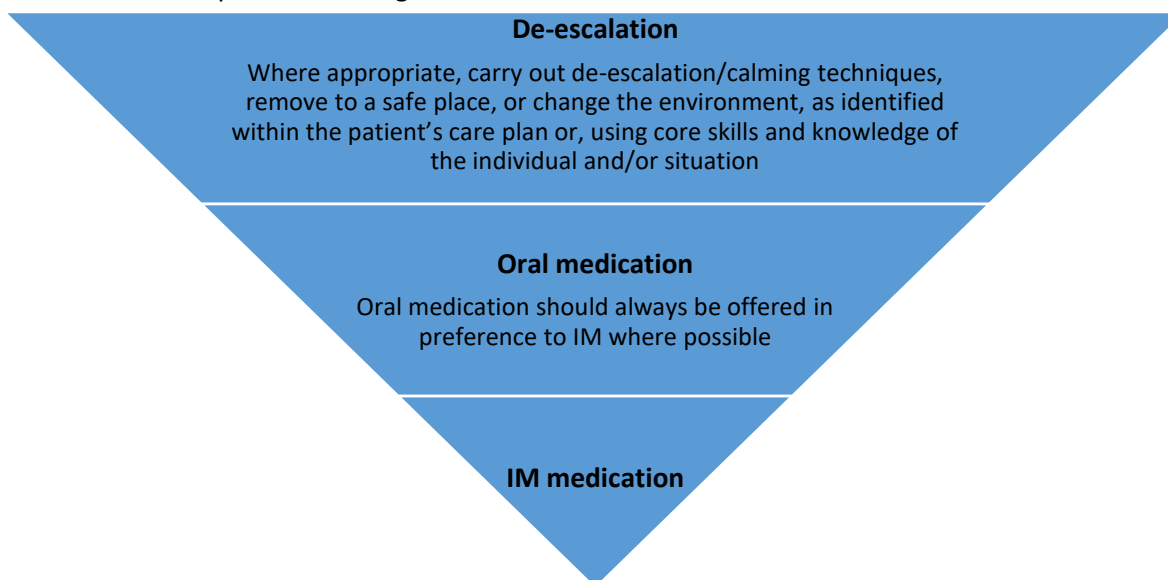 De-escalation
Where appropriate, carry out de-escalation/calming techniques,
remove to a safe place, or change the environment, as identified
within the patient’s care plan or, using core skills and knowledge of
the individual and/or situation
Oral medication
Oral medication should always be offered in
preference to IM where possible
IM medication